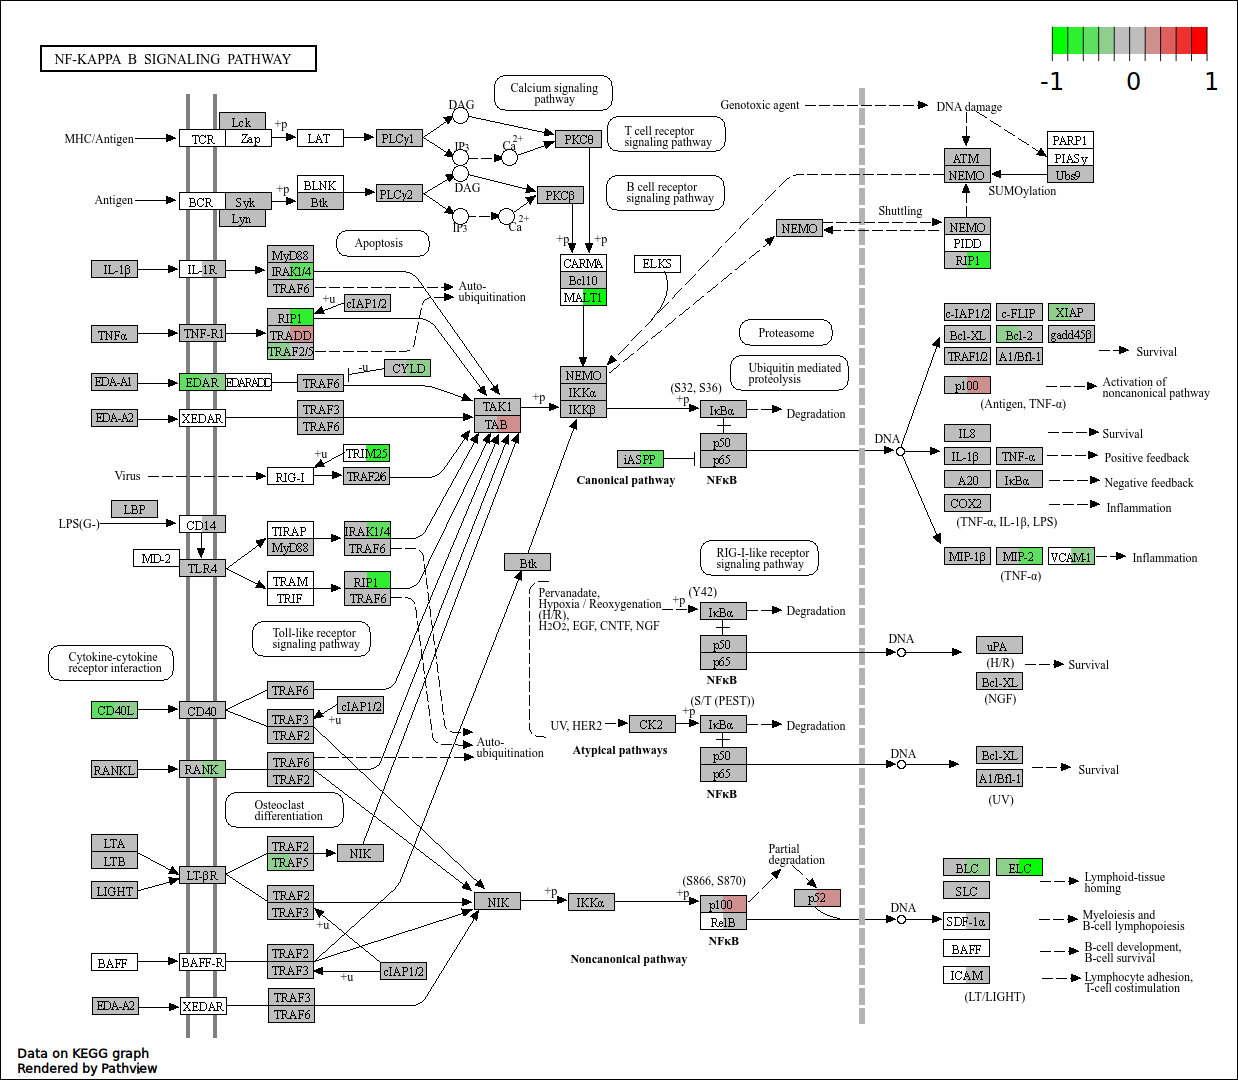 NF-KAPPA B SIGNALING PATHWAY
-1 0 1
Calcium signaling
pathway
T cell receptor
signaling pathway
B cell receptor
signaling pathway
Genotoxic agent
DNA damage
MHC/Antigen
TCR
Lck
Zap
+p
LAT
PLCγ1
DAG
IP3
Ca2+
PKCθ
Antigen
BCR
Syk
Lyn
+p
BLNK
Btk
PLCγ2
DAG
IP3
Ca2+
PKCβ
+p
+p
ATM
NEMO
PARP1
PIASγ
Ubs9
SUMOylation
Shuttling
NEMO
NEMO
PIDD
RIP1
Apoptosis
IL-1β
IL-1R
MyD88
IRAK1/4
TRAF6
Auto-
ubiquitination
CARMA
Bcl10
MALT1
ELKS
TNFα
TNF-R1
RIP1
TRADD
TRAF2/5
+u
cIAP1/2
Proteasome
Ubiquitin mediated
proteolysis
EDA-A1
EDAR
EDARADD
TRAF6
-u
CYLD
EDA-A2
XEDAR
TRAF3
TRAF6
TAK1
TAB
+p
NEMO
IKKα
IKKβ
(S32, S36)
+p
IκBα
Degradation
p50
p65
NFκB
iASPP
Canonical pathway
DNA
c-IAP1/2
c-FLIP
XIAP
Bcl-XL
Bcl-2
gadd45β
TRAF1/2
A1/Bfl-1
Survival
p100
(Antigen, TNF-α)
Activation of
noncanonical pathway
IL8
Survival
IL-1β
TNF-α
Positive feedback
A20
IκBα
Negative feedback
COX2
Inflammation
(TNF-α, IL-1β, LPS)
MIP-1β
MIP-2
VCAM-1
Inflammation
(TNF-α)
Virus
RIG-I
+u
TRIM25
TRAF2/6
LBP
LPS(G-)
CD14
MD-2
TLR4
TIRAP
MyD88
IRAK1/4
TRAF6
TRAM
TRIF
RIP1
TRAF6
Toll-like receptor
signaling pathway
Btk
RIG-I-like receptor
signaling pathway
Pervanadate,
Hypoxia / Reoxygenation
(H/R),
H2O2, EGF, CNTF, NGF
+p
(Y42)
IκBα
Degradation
p50
p65
NFκB
DNA
uPA
(H/R)
Bcl-XL
(NGF)
Survival
Cytokine-cytokine
receptor interaction
CD40L
CD40
TRAF6
TRAF3
TRAF2
+u
cIAP1/2
UV, HER2
CK2
+p
(S/T (PEST))
IκBα
Degradation
Atypical pathways
p50
p65
NFκB
DNA
Bcl-XL
A1/Bfl-1
(UV)
Survival
RANKL
RANK
TRAF6
TRAF2
Auto-
ubiquitination
Osteoclast
differentiation
LTA
LTB
LIGHT
LT-βR
TRAF2
TRAF5
NIK
TRAF2
TRAF3
+u
NIK
+p
IKKα
+p
(S866, S870)
p100
RelB
NFκB
Partial
degradation
p52
DNA
BLC
ELC
SLC
Lymphoid-tissue
homing
SDF-1α
Myeloiesis and
B-cell lymphopoiesis
BAFF
B-cell development,
B-cell survival
ICAM
Lymphocyte adhesion,
T-cell costimulation
(LT/LIGHT)
BAFF
BAFF-R
TRAF2
TRAF3
+u
cIAP1/2
Noncanonical pathway
EDA-A2
XEDAR
TRAF3
TRAF6
Data on KEGG graph
Rendered by Pathview